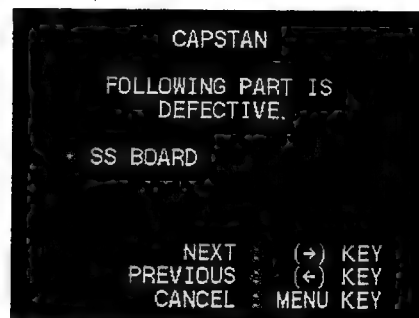 CAPSTAN
FOLLOWING PART IS
DEFECTIVE.
* SS BOARD
NEXT : (→) KEY
PREVIOUS : (←) KEY
CANCEL : MENU KEY